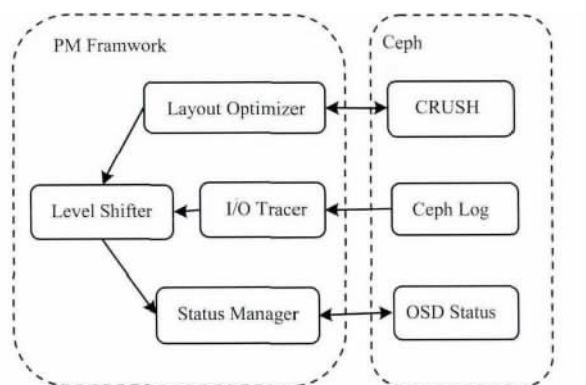 PM Framwork
Ceph
Layout Optimizer
CRUSH
Level Shifter
I/O Tracer
Ceph Log
Status Manager
OSD Status